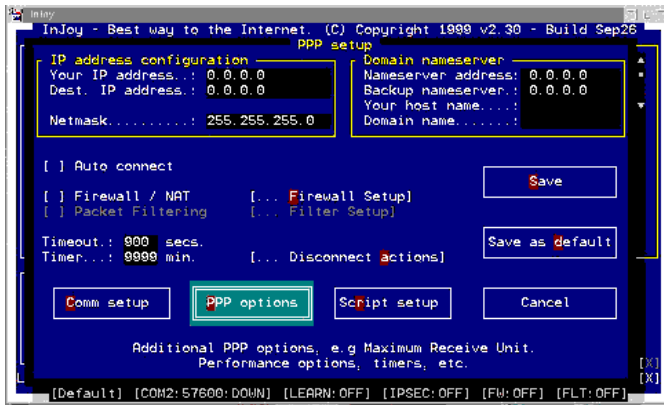 InJoy
InJoy - Best way to the Internet. (C) Copyright 1999 v2.30 - Build Sep26
PPP setup
IP address configuration
Your IP address..: 0.0.0.0
Dest. IP address.: 0.0.0.0
Netmask..........: 255.255.255.0
Domain nameserver
Nameserver address: 0.0.0.0
Backup nameserver.: 0.0.0.0
Your host name....:
Domain name.......:
[ ] Auto connect
[ ] Firewall / NAT [... Firewall Setup]
[ ] Packet Filtering [... Filter Setup]
Save
Timeout.: 900 secs.
Timer...: 9999 min. [... Disconnect actions]
Save as default
Comm setup PPP options Script setup Cancel
Additional PPP options, e.g Maximum Receive Unit.
Performance options, timers, etc.
[X]
[X]
[Default] [COM2:57600:DOWN] [LEARN:OFF] [IPSEC:OFF] [FW:OFF] [FLT:OFF]